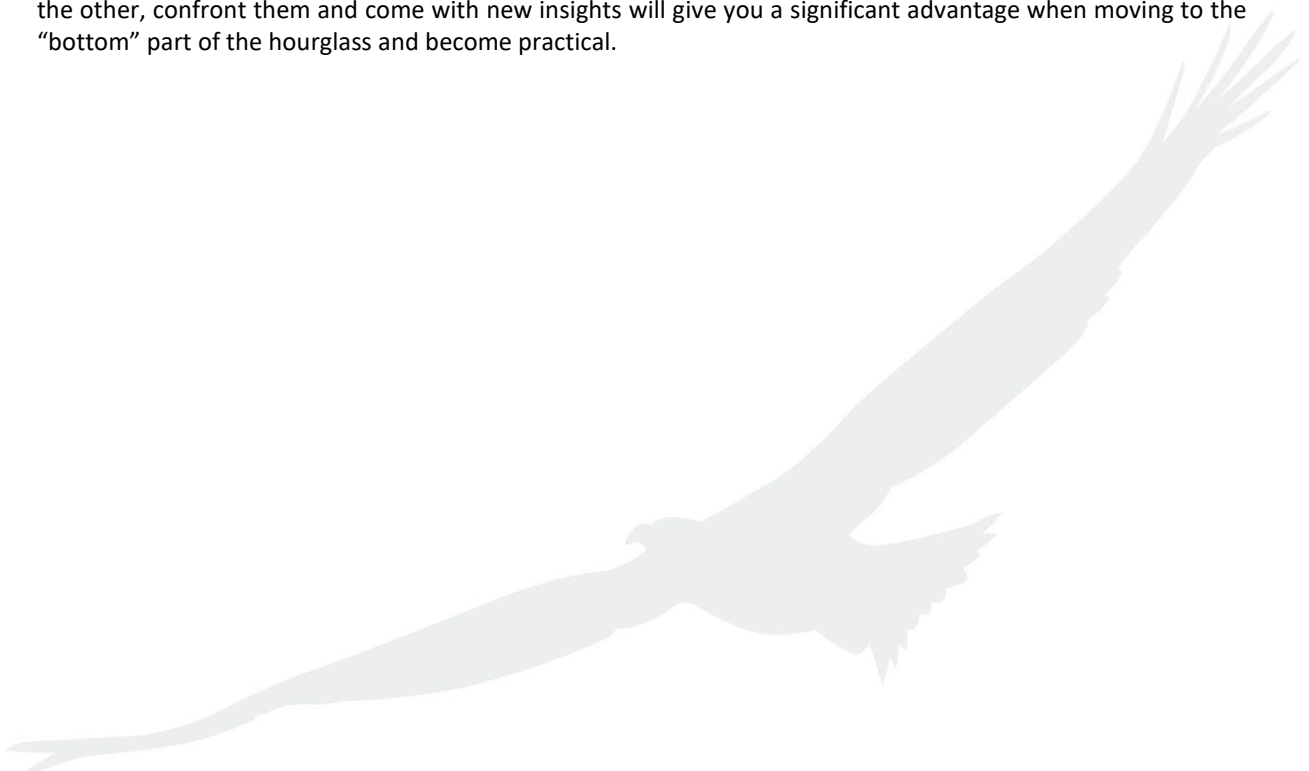 the other, confront them and come with new insights will give you a significant advantage when moving to the
“bottom” part of the hourglass and become practical.